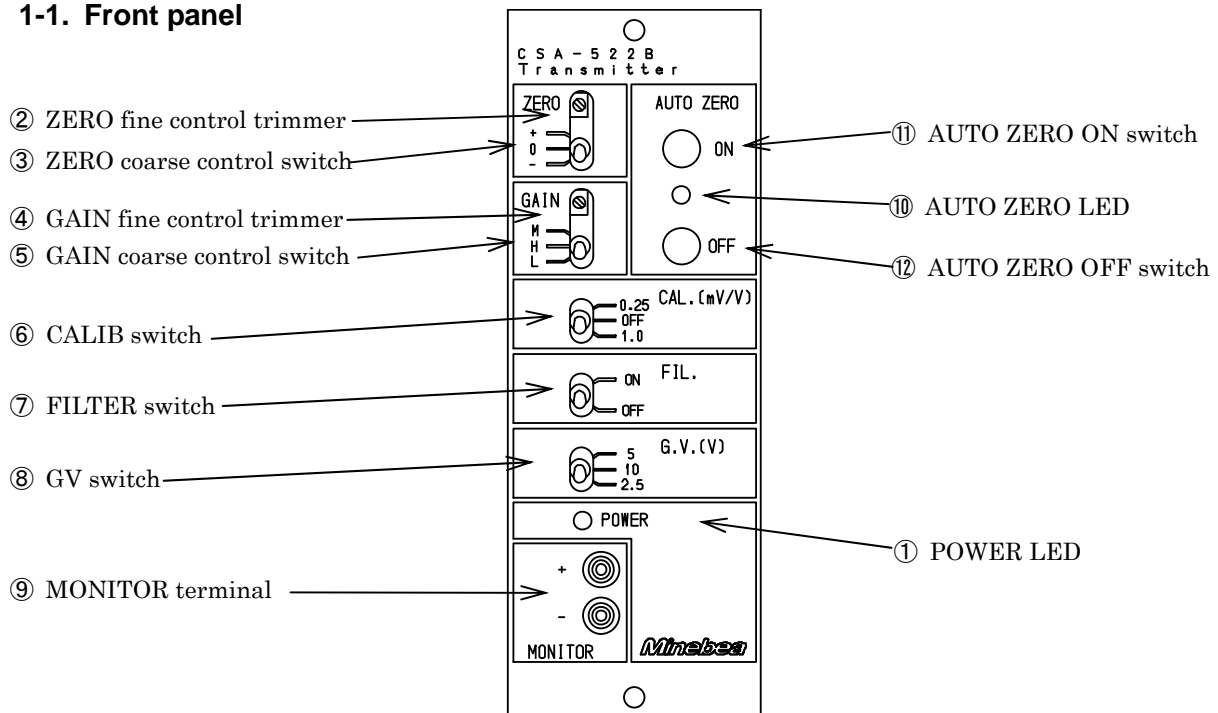 1-1. Front panel
CSA-522B
Transmitter
② ZERO fine control trimmer
③ ZERO coarse control switch
④ GAIN fine control trimmer
⑤ GAIN coarse control switch
⑥ CALIB switch
⑦ FILTER switch
⑧ GV switch
⑨ MONITOR terminal
ZERO
+
0
-
GAIN
M
H
L
AUTO ZERO
ON
OFF
CAL.(mV/V)
0.25
OFF
1.0
FIL.
ON
OFF
G.V.(V)
5
10
2.5
POWER
+
-
MONITOR
Minebea
⑪ AUTO ZERO ON switch
⑩ AUTO ZERO LED
⑫ AUTO ZERO OFF switch
① POWER LED